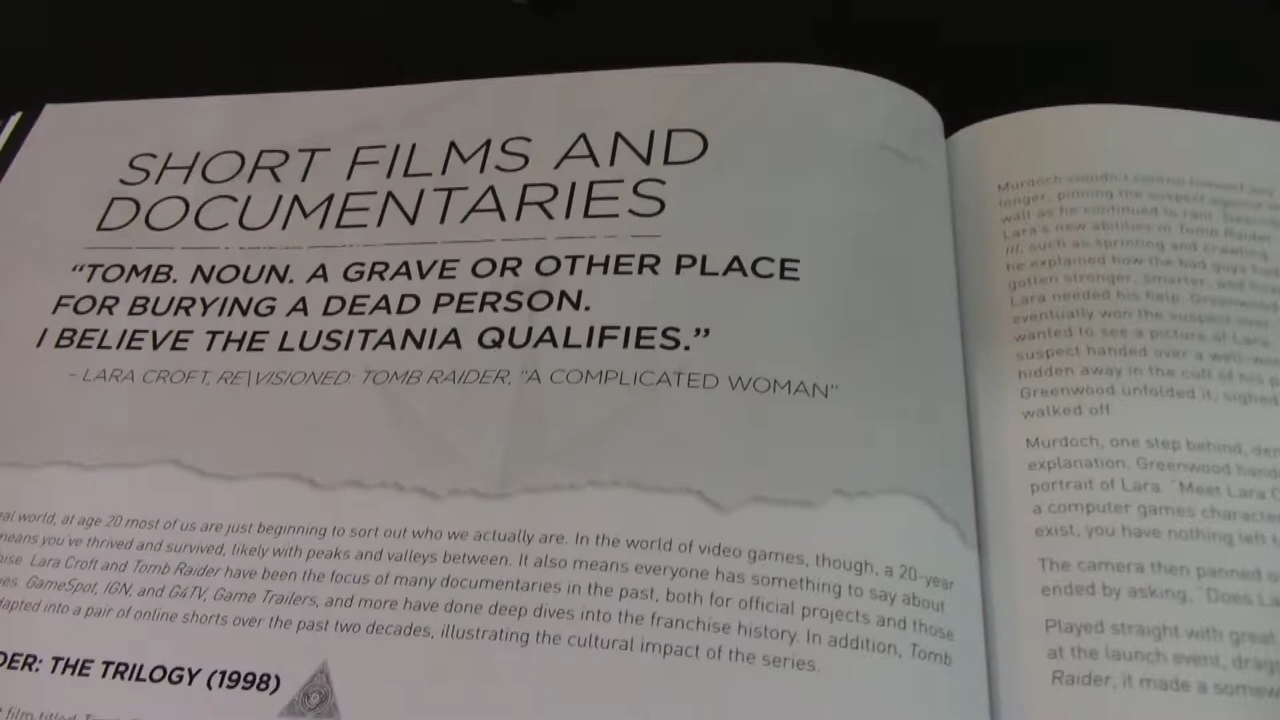 SHORT FILMS AND
DOCUMENTARIES
“TOMB. NOUN. A GRAVE OR OTHER PLACE
FOR BURYING A DEAD PERSON.
I BELIEVE THE LUSITANIA QUALIFIES.”
- LARA CROFT, RE\VISIONED: TOMB RAIDER, "A COMPLICATED WOMAN"
world, at age 20 most of us are just beginning to sort out who we actually are. In the world of video games, though, a 20-year
means you've thrived and survived, likely with peaks and valleys between. It also means everyone has something to say about
Lara Croft and Tomb Raider have been the focus of many documentaries in the past, both for official projects and those
GameSpot, IGN, and G4TV, Game Trailers, and more have done deep dives into the franchise history. In addition, Tomb
into a pair of online shorts over the past two decades, illustrating the cultural impact of the series.
DER: THE TRILOGY (1998)
film titled
Murdoch
longer, pinning the suspect
wall as he continued to rant.
Lara's new abilities in Tomb Raider
III, such as sprinting and crawling
he explained how the bad guys had
gotten stronger, smarter, and
Lara needed his help. Greenwood
eventually won the suspect over
wanted to see a picture of Lara
suspect handed over a
hidden away in the cuff of his
Greenwood unfolded it, sighed
walked off
Murdoch, one step behind,
explanation. Greenwood
portrait of Lara. "Meet Lara
a computer games character
exist, you have nothing left
The camera then panned
ended by asking, "Does
Played straight with great
at the launch event,
Raider, it made a